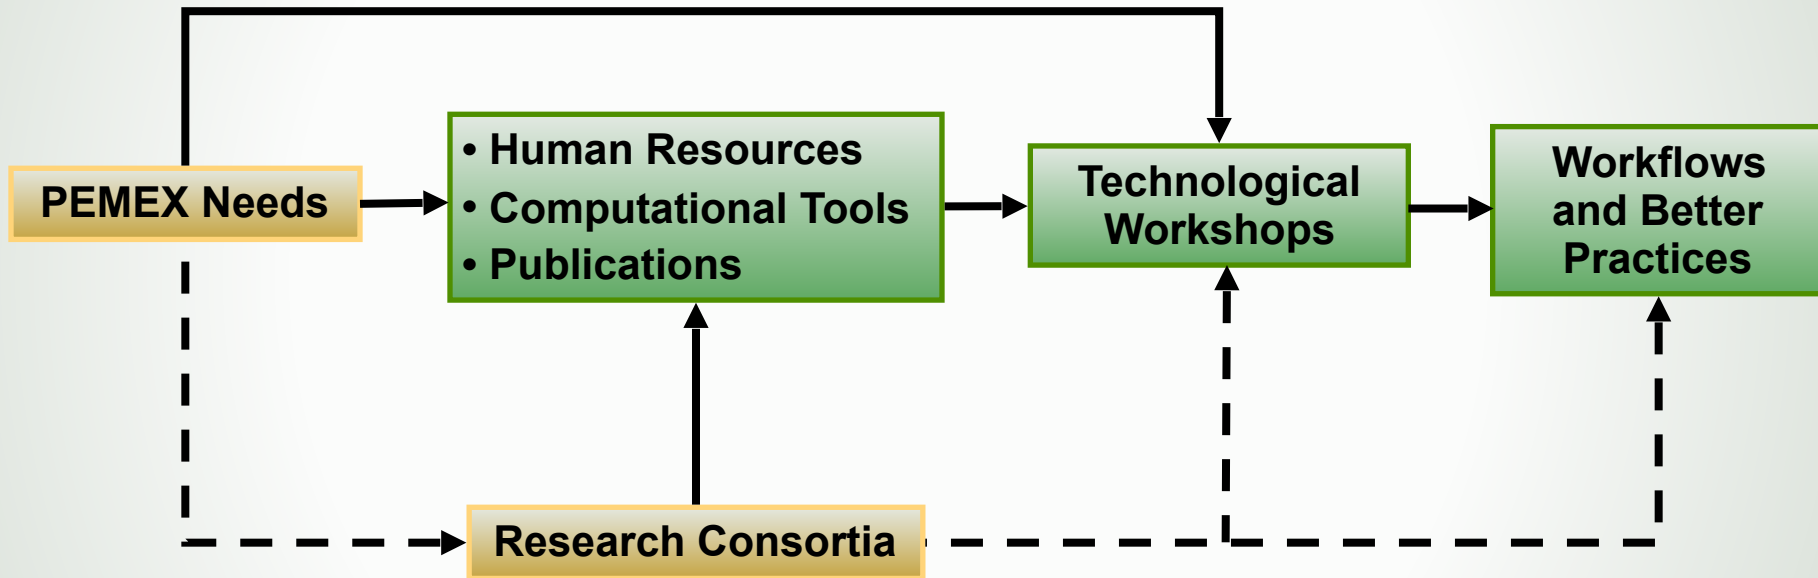 PEMEX Needs
• Human Resources
• Computational Tools
• Publications
Technological
Workshops
Workflows
and Better
Practices
Research Consortia